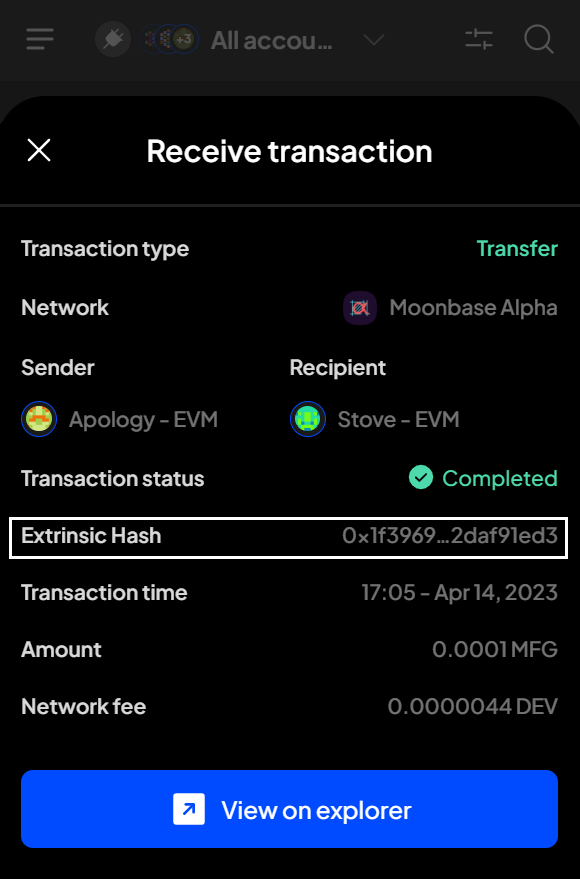 +3 All accou...
Receive transaction
Transaction type Transfer
Network Moonbase Alpha
Sender Recipient
Apology - EVM Stove - EVM
Transaction status Completed
Extrinsic Hash 0x1f3969...2daf91ed3
Transaction time 17:05 - Apr 14, 2023
Amount 0.0001 MFG
Network fee 0.0000044 DEV
View on explorer